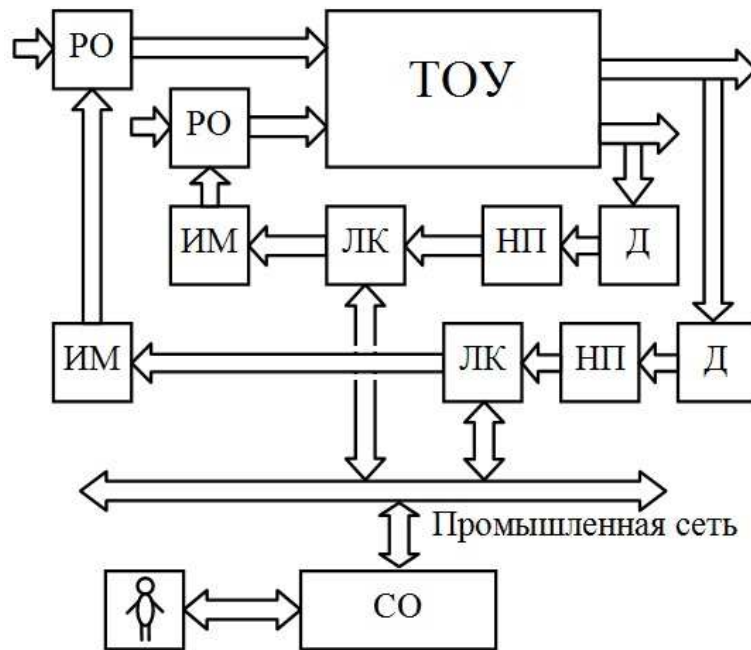 РО
ТОУ
РО
ИМ
ЛК
НП
Д
ИМ
ЛК
НП
Д
Промышленная сеть
СО